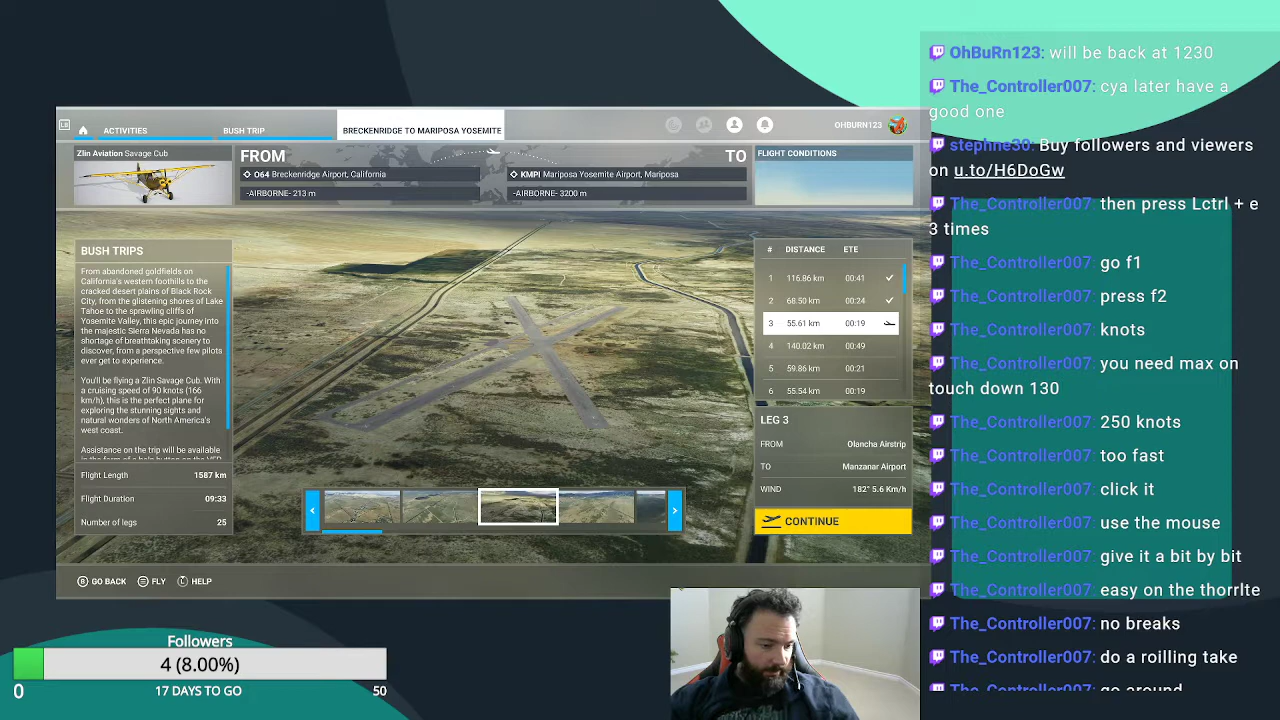 LB
ACTIVITIES
BUSH TRIP
BRECKENRIDGE TO MARIPOSA YOSEMITE
OHBURN123
Zlin Aviation Savage Cub
FROM
O64 Breckenridge Airport, California
-AIRBORNE- 213 m
TO
KMPI Mariposa Yosemite Airport, Mariposa
-AIRBORNE- 3200 m
FLIGHT CONDITIONS
BUSH TRIPS
From abandoned goldfields on
California's western foothills to the
cracked desert plains of Black Rock
City, from the glistening shores of Lake
Tahoe to the sprawling cliffs of
Yosemite Valley, this epic journey into
the majestic Sierra Nevada has no
shortage of breathtaking scenery to
discover, from a perspective few pilots
ever get to experience.
You'll be flying a Zlin Savage Cub. With
a cruising speed of 90 knots (166
km/h), this is the perfect plane for
exploring the stunning sights and
natural wonders of North America's
west coast.
Assistance on the trip will be available
in the form of a help button on the VFR
Flight Length 1587 km
Flight Duration 09:33
Number of legs 25
# DISTANCE ETE
1 116.86 km 00:41
2 68.50 km 00:24
3 55.61 km 00:19
4 140.02 km 00:49
5 59.86 km 00:21
6 55.54 km 00:19
LEG 3
FROM Olancha Airstrip
TO Manzanar Airport
WIND 182° 5.6 Km/h
CONTINUE
B GO BACK FLY HELP
OhBuRn123: will be back at 1230
The_Controller007: cya later have a
good one
stephne30: Buy followers and viewers
on u.to/H6DoGw
The_Controller007: then press Lctrl + e
3 times
The_Controller007: go f1
The_Controller007: press f2
The_Controller007: knots
The_Controller007: you need max on
touch down 130
The_Controller007: 250 knots
The_Controller007: too fast
The_Controller007: click it
The_Controller007: use the mouse
The_Controller007: give it a bit by bit
The_Controller007: easy on the thorrlte
The_Controller007: no breaks
The_Controller007: do a roilling take
The_Controller007: go around
Followers
4 (8.00%)
0 17 DAYS TO GO 50